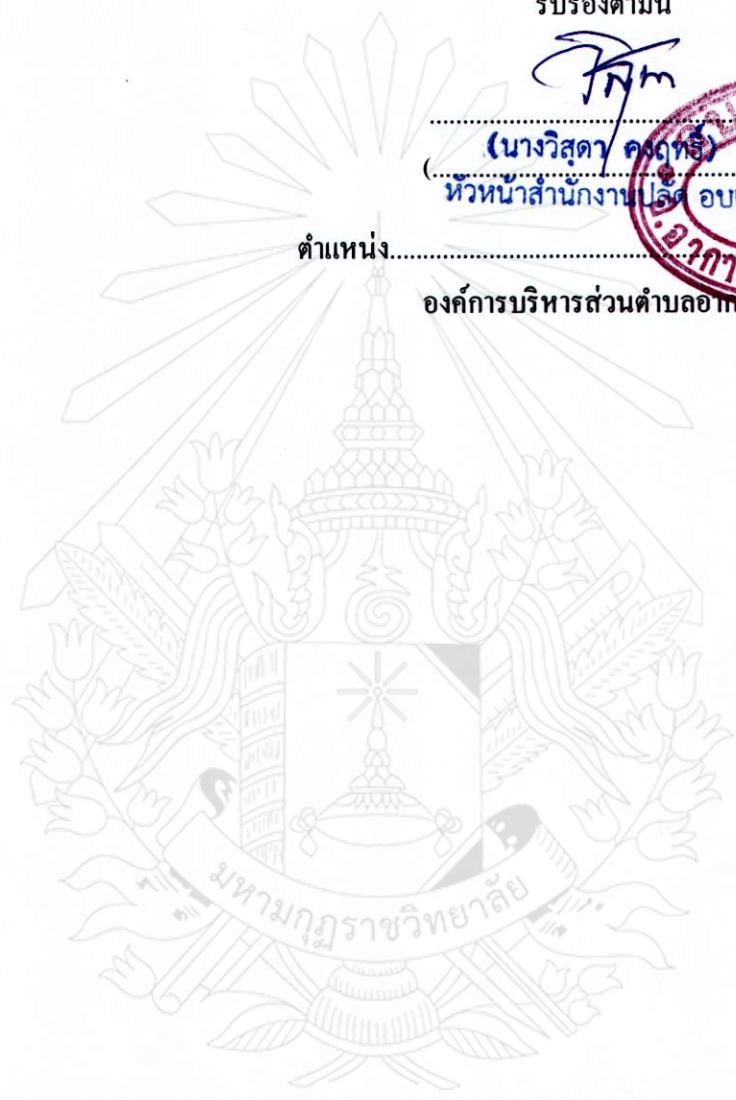 รับรองตามนี้
(นางวิสุดา คงฤทธิ์)
(
หัวหน้าสำนักงานปลัด อบ
ตำแหน่ง
องค์การบริหารส่วนตำบลอาก
มหามกุฏราชวิทยาลัย